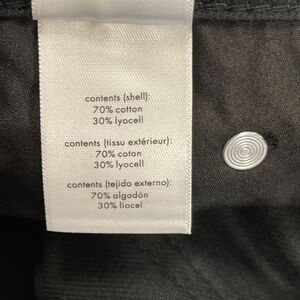 contents (shell):
70% cotton
30% lyocell
contents (tissu extérieur):
70% coton
30% lyocell
contents (tejido externo):
70% algodón
30% liocel